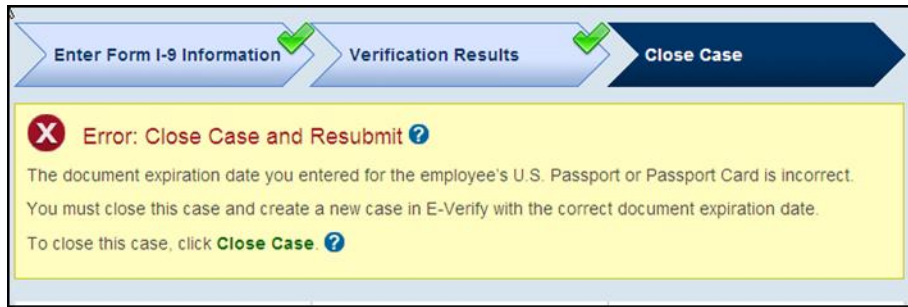 Enter Form I-9 Information
Verification Results
Close Case
Error: Close Case and Resubmit ?
The document expiration date you entered for the employee's U.S. Passport or Passport Card is incorrect.
You must close this case and create a new case in E-Verify with the correct document expiration date.
To close this case, click Close Case. ?